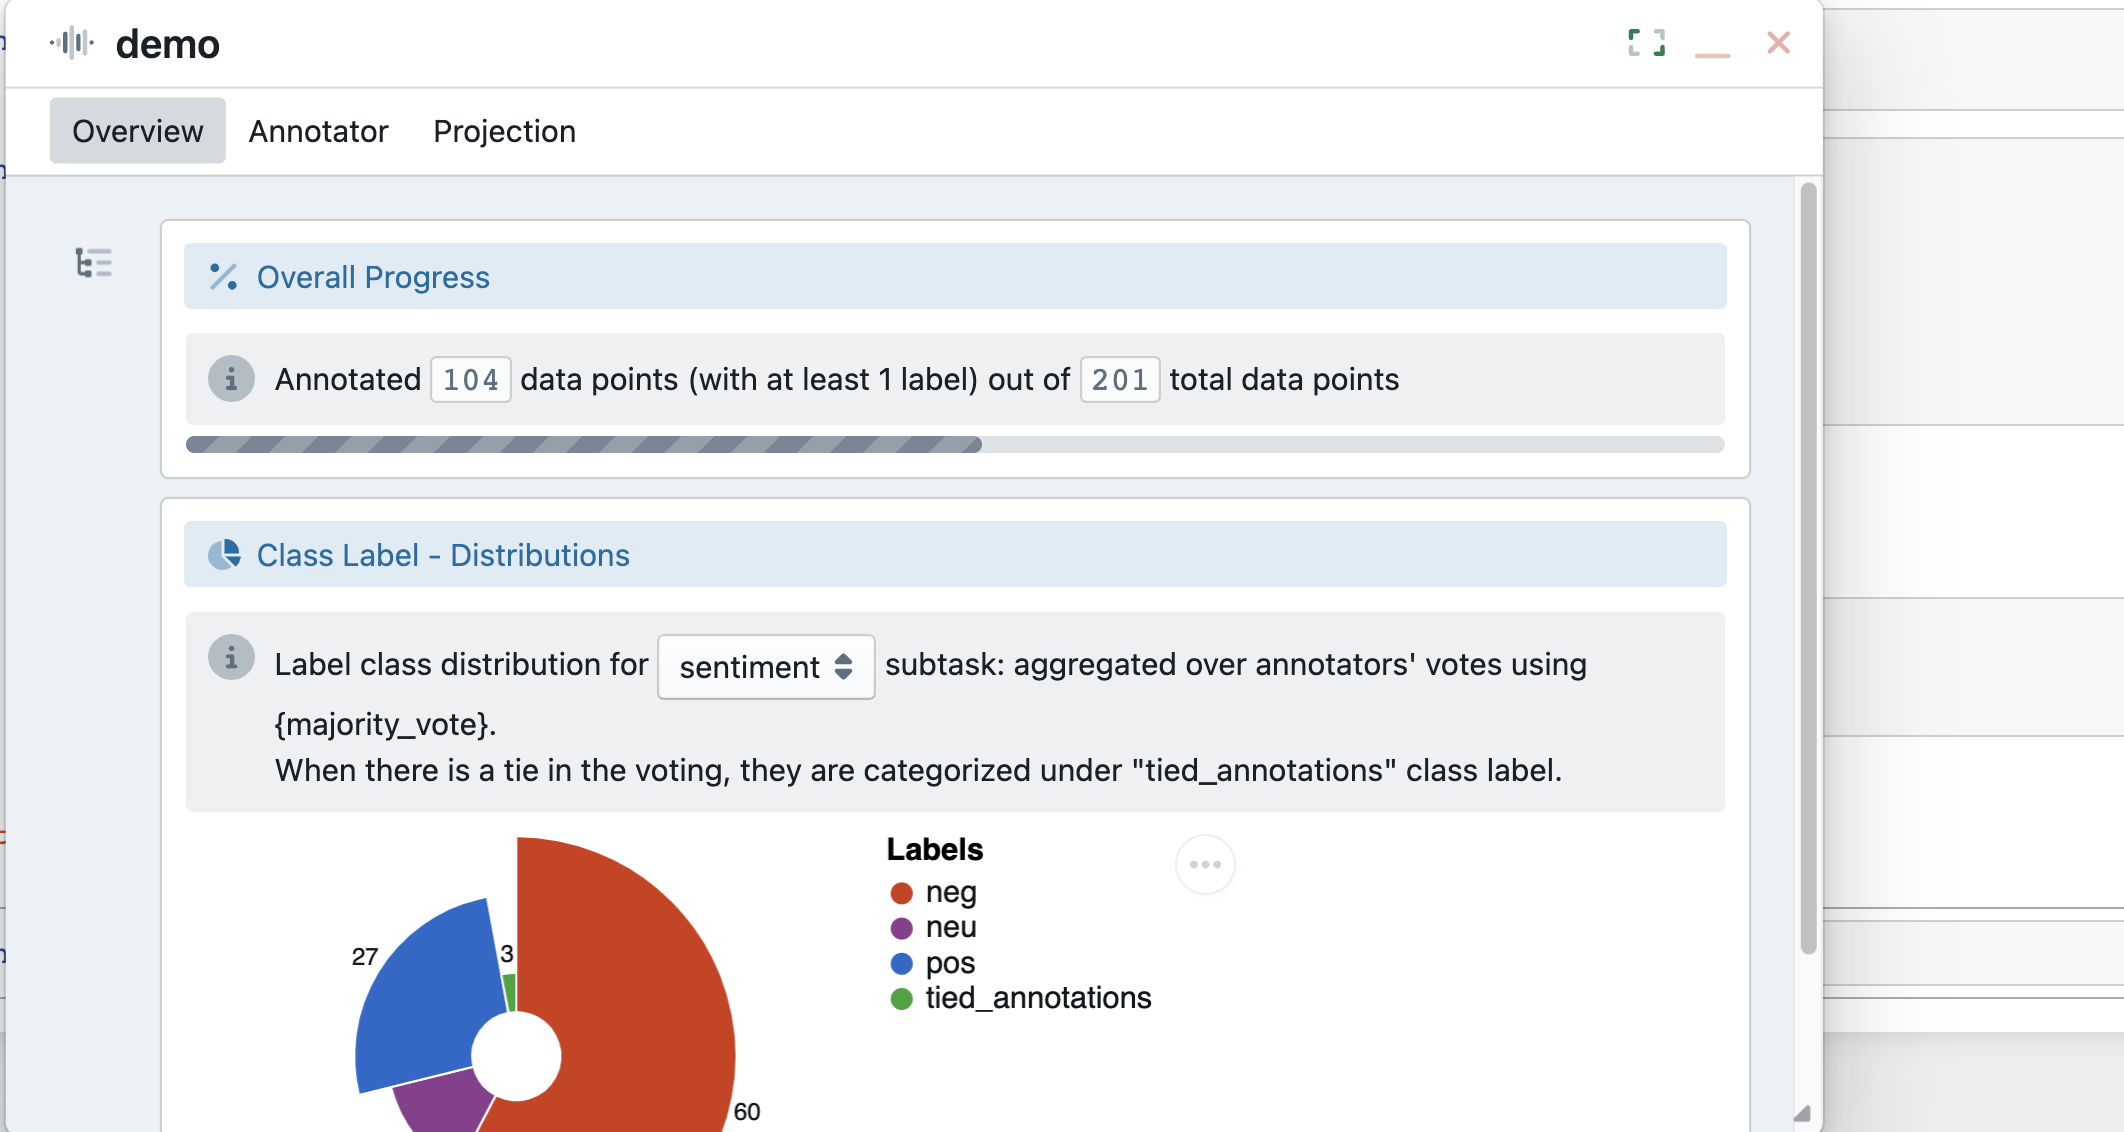 demo
Overview Annotator Projection
Overall Progress
Annotated 104 data points (with at least 1 label) out of 201 total data points
Class Label - Distributions
Label class distribution for sentiment subtask: aggregated over annotators' votes using
{majority_vote}.
When there is a tie in the voting, they are categorized under "tied_annotations" class label.
Labels
neg
neu
pos
tied_annotations
27
3
60